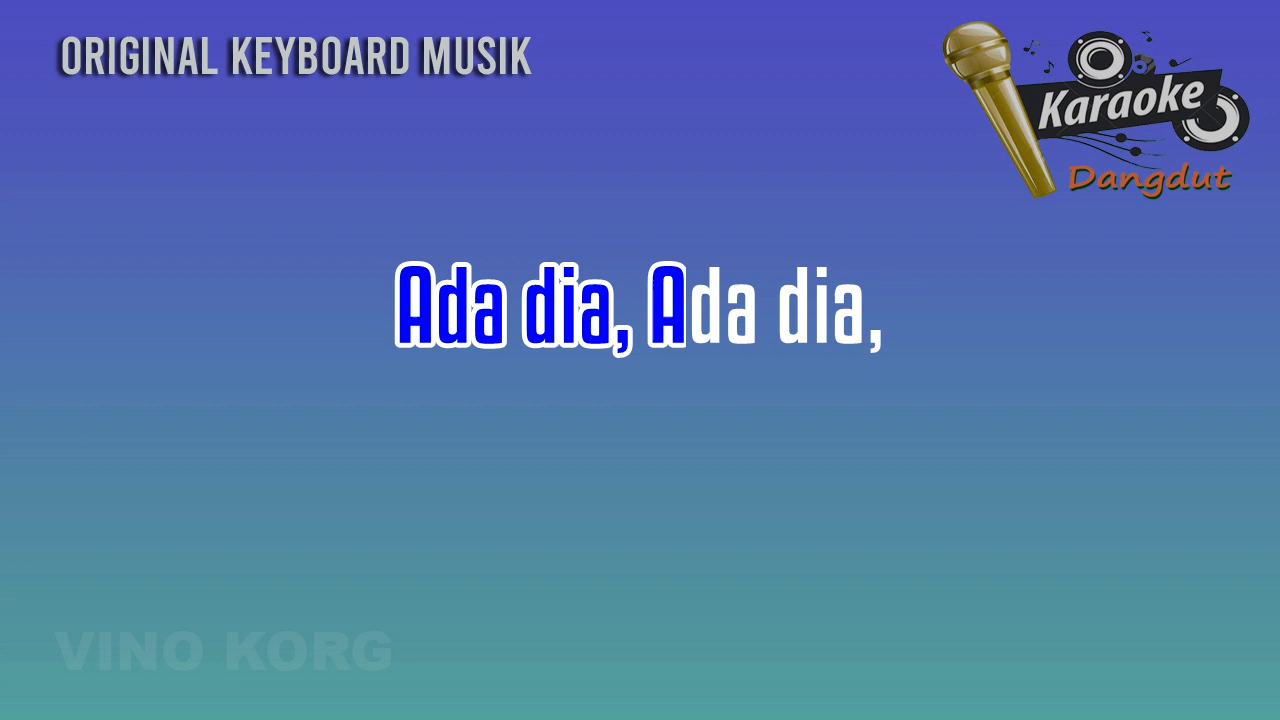 ORIGINAL KEYBOARD MUSIK
Karaoke
Dangdut
Ada dia, Ada dia,
VINO KORG